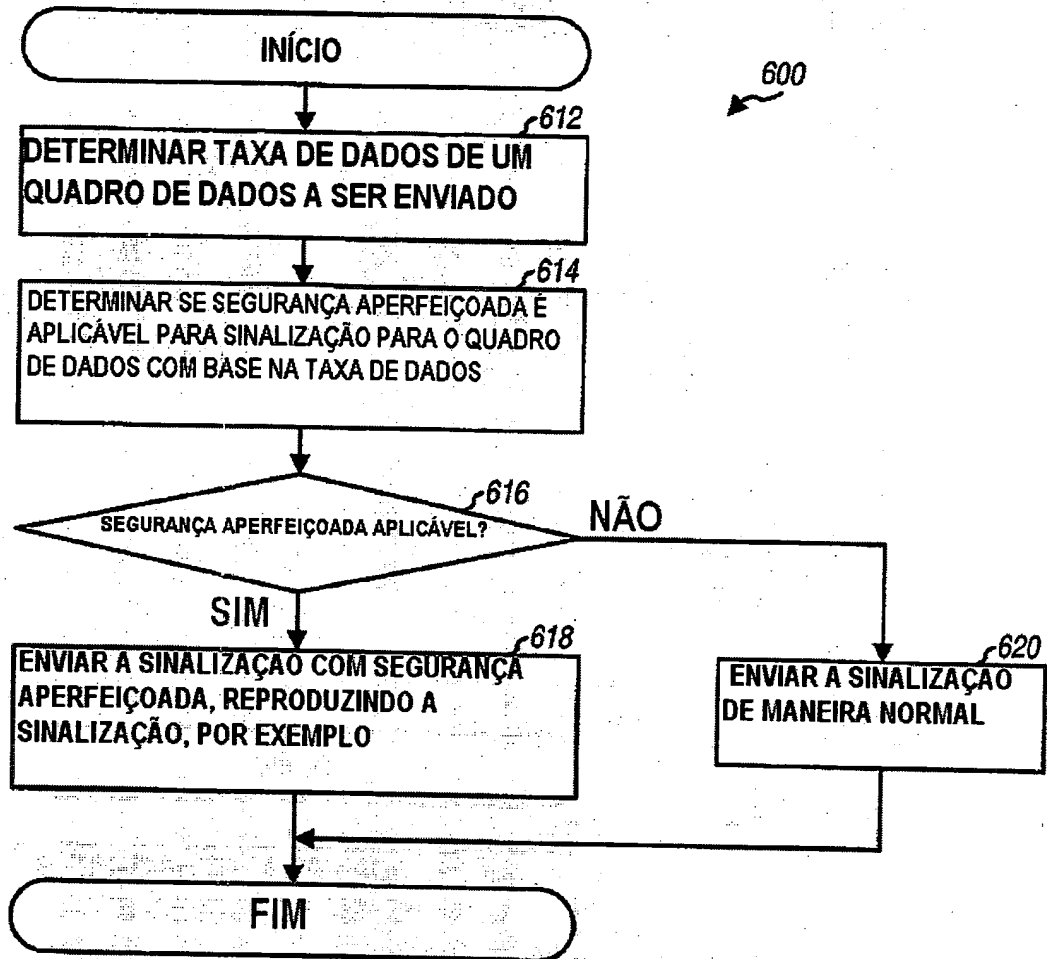 INÍCIO
600
612
DETERMINAR TAXA DE DADOS DE UM
QUADRO DE DADOS A SER ENVIADO
614
DETERMINAR SE SEGURANÇA APERFEIÇOADA É
APLICÁVEL PARA SINALIZAÇÃO PARA O QUADRO
DE DADOS COM BASE NA TAXA DE DADOS
616
SEGURANÇA APERFEIÇOADA APLICÁVEL?
NÃO
SIM
618
ENVIAR A SINALIZAÇÃO COM SEGURANÇA
APERFEIÇOADA, REPRODUZINDO A
SINALIZAÇÃO, POR EXEMPLO
620
ENVIAR A SINALIZAÇÃO
DE MANEIRA NORMAL
FIM